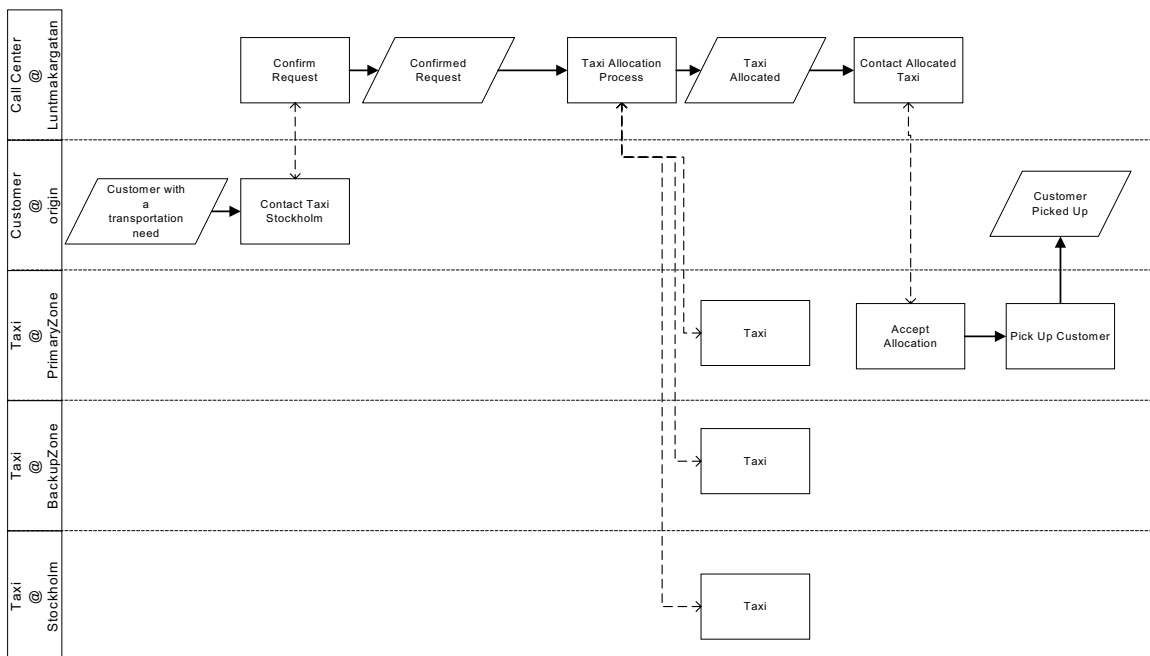 Call Center
@
Luntmakargatan
Confirm
Request
Confirmed
Request
Taxi Allocation
Process
Taxi
Allocated
Contact Allocated
Taxi
Customer
@
origin
Customer with
a
transportation
need
Contact Taxi
Stockholm
Customer
Picked Up
Taxi
@
PrimaryZone
Taxi
Accept
Allocation
Pick Up Customer
Taxi
@
BackupZone
Taxi
Taxi
@
Stockholm
Taxi